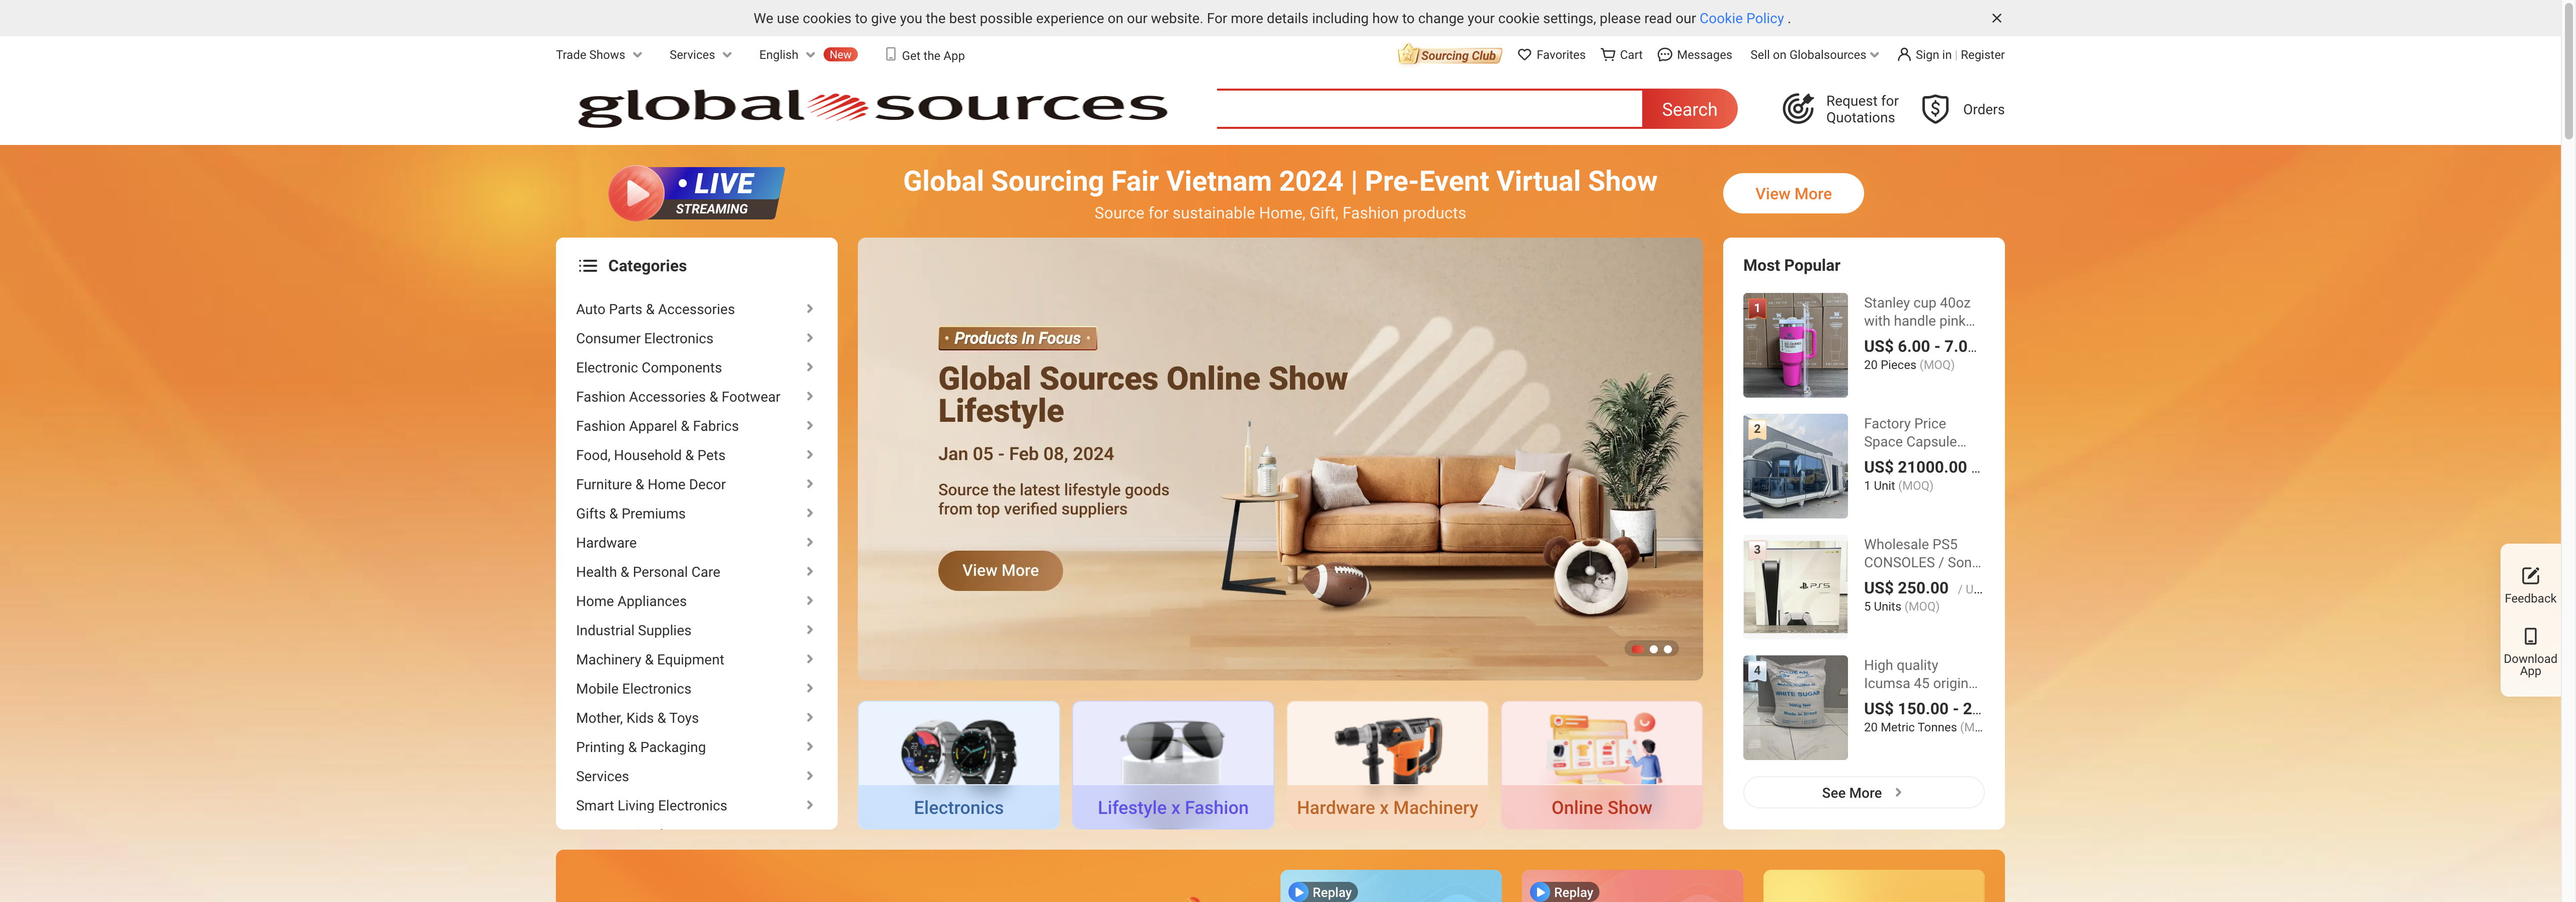 We use cookies to give you the best possible experience on our website. For more details including how to change your cookie settings, please read our Cookie Policy .
Trade Shows
Services
English
New
Get the App
Sourcing Club
Favorites
Cart
Messages
Sell on Globalsources
Sign in | Register
global sources
Search
Request for
Quotations
Orders
LIVE
STREAMING
Global Sourcing Fair Vietnam 2024 | Pre-Event Virtual Show
Source for sustainable Home, Gift, Fashion products
View More
Categories
Auto Parts & Accessories
Consumer Electronics
Electronic Components
Fashion Accessories & Footwear
Fashion Apparel & Fabrics
Food, Household & Pets
Furniture & Home Decor
Gifts & Premiums
Hardware
Health & Personal Care
Home Appliances
Industrial Supplies
Machinery & Equipment
Mobile Electronics
Mother, Kids & Toys
Printing & Packaging
Services
Smart Living Electronics
· Products In Focus ·
Global Sources Online Show
Lifestyle
Jan 05 - Feb 08, 2024
Source the latest lifestyle goods
from top verified suppliers
View More
Electronics
Lifestyle x Fashion
Hardware x Machinery
Online Show
Most Popular
1
Stanley cup 40oz
with handle pink...
US$ 6.00 - 7.0...
20 Pieces (MOQ)
2
Factory Price
Space Capsule...
US$ 21000.00 ...
1 Unit (MOQ)
3
PS5
Wholesale PS5
CONSOLES / Son...
US$ 250.00 / U...
5 Units (MOQ)
4
WHITE SUGAR
High quality
Icumsa 45 origin...
US$ 150.00 - 2...
20 Metric Tonnes (M...
See More
Feedback
Download
App
Replay
Replay